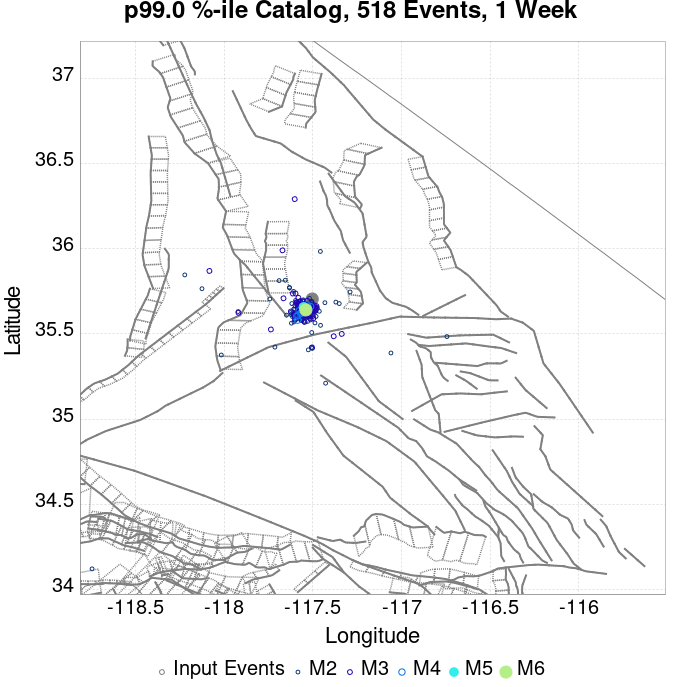 p99.0 %-ile Catalog, 518 Events, 1 Week
37
36.5
36
35.5
35
34.5
34
Latitude
-118.5 -118 -117.5 -117 -116.5 -116
Longitude
Input Events M2 M3 M4 M5 M6